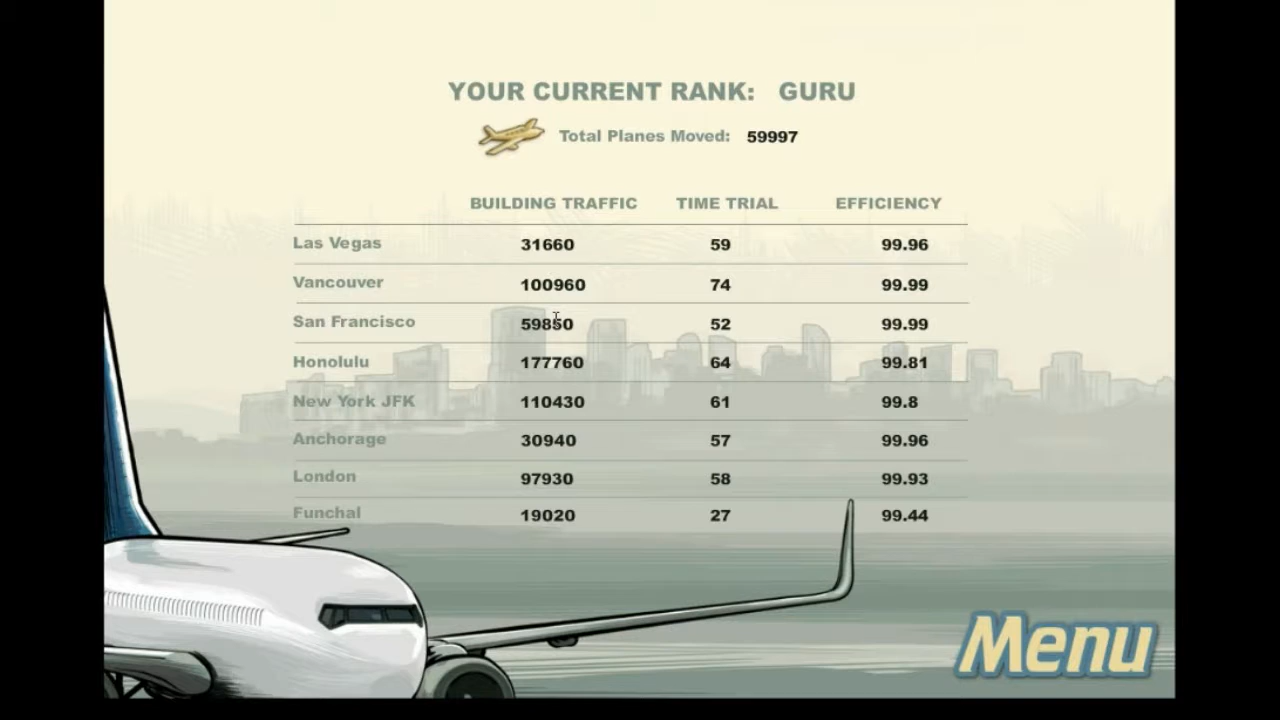 YOUR CURRENT RANK: GURU
Total Planes Moved: 59997
BUILDING TRAFFIC TIME TRIAL EFFICIENCY
Las Vegas 31660 59 99.96
Vancouver 100960 74 99.99
San Francisco 59850 52 99.99
Honolulu 177760 64 99.81
New York JFK 110430 61 99.8
Anchorage 30940 57 99.96
London 97930 58 99.93
Funchal 19020 27 99.44
Menu